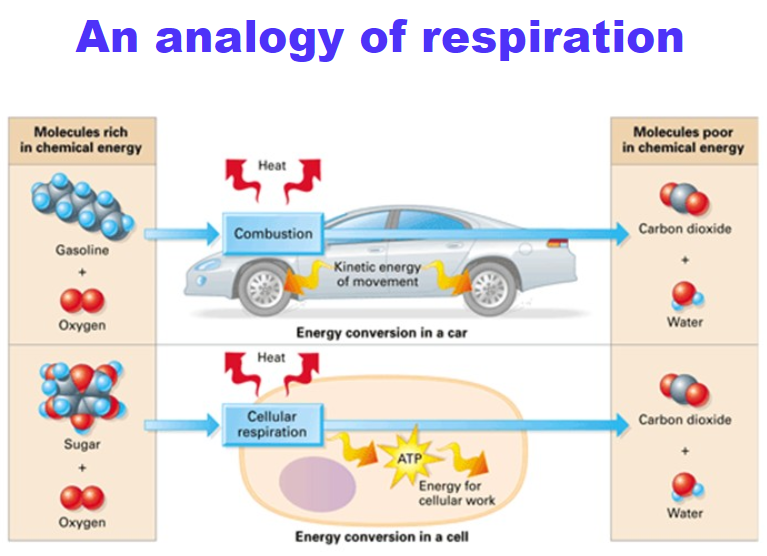 An analogy of respiration
Molecules rich
in chemical energy
Molecules poor
in chemical energy
Heat
Combustion
Gasoline
+
Oxygen
Kinetic energy
of movement
Carbon dioxide
+
Water
Energy conversion in a car
Heat
Cellular
respiration
Sugar
+
Oxygen
ATP
Energy for
cellular work
Carbon dioxide
+
Water
Energy conversion in a cell